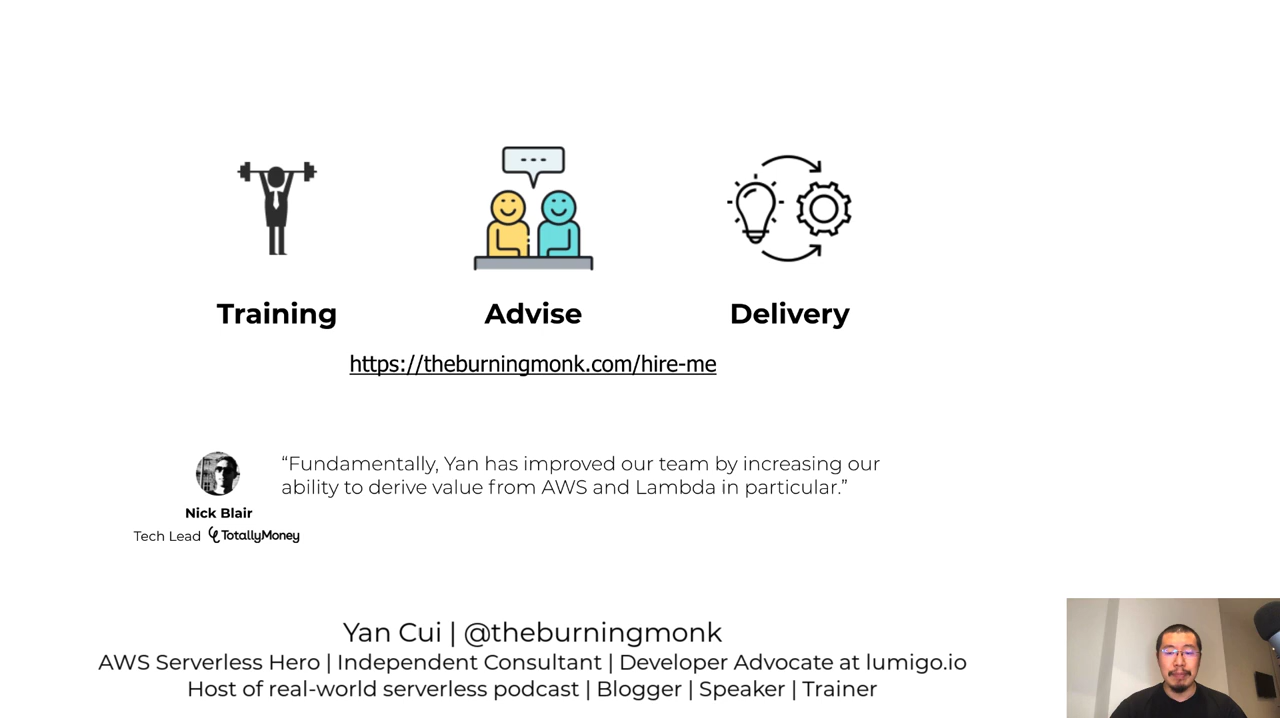 Training
Advise
Delivery
https://theburningmonk.com/hire-me
“Fundamentally, Yan has improved our team by increasing our
ability to derive value from AWS and Lambda in particular.”
Nick Blair
Tech Lead TotallyMoney
Yan Cui | @theburningmonk
AWS Serverless Hero | Independent Consultant | Developer Advocate at lumigo.io
Host of real-world serverless podcast | Blogger | Speaker | Trainer